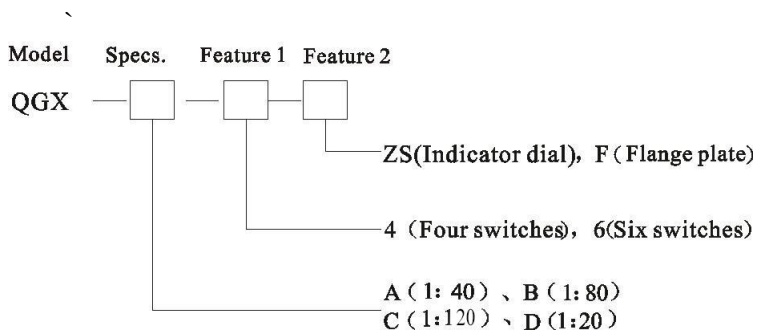 `
Model Specs. Feature 1 Feature 2
QGX
ZS(Indicator dial), F (Flange plate)
4 (Four switches), 6(Six switches)
A (1: 40) 、 B (1: 80)
C (1:120) 、 D (1:20)